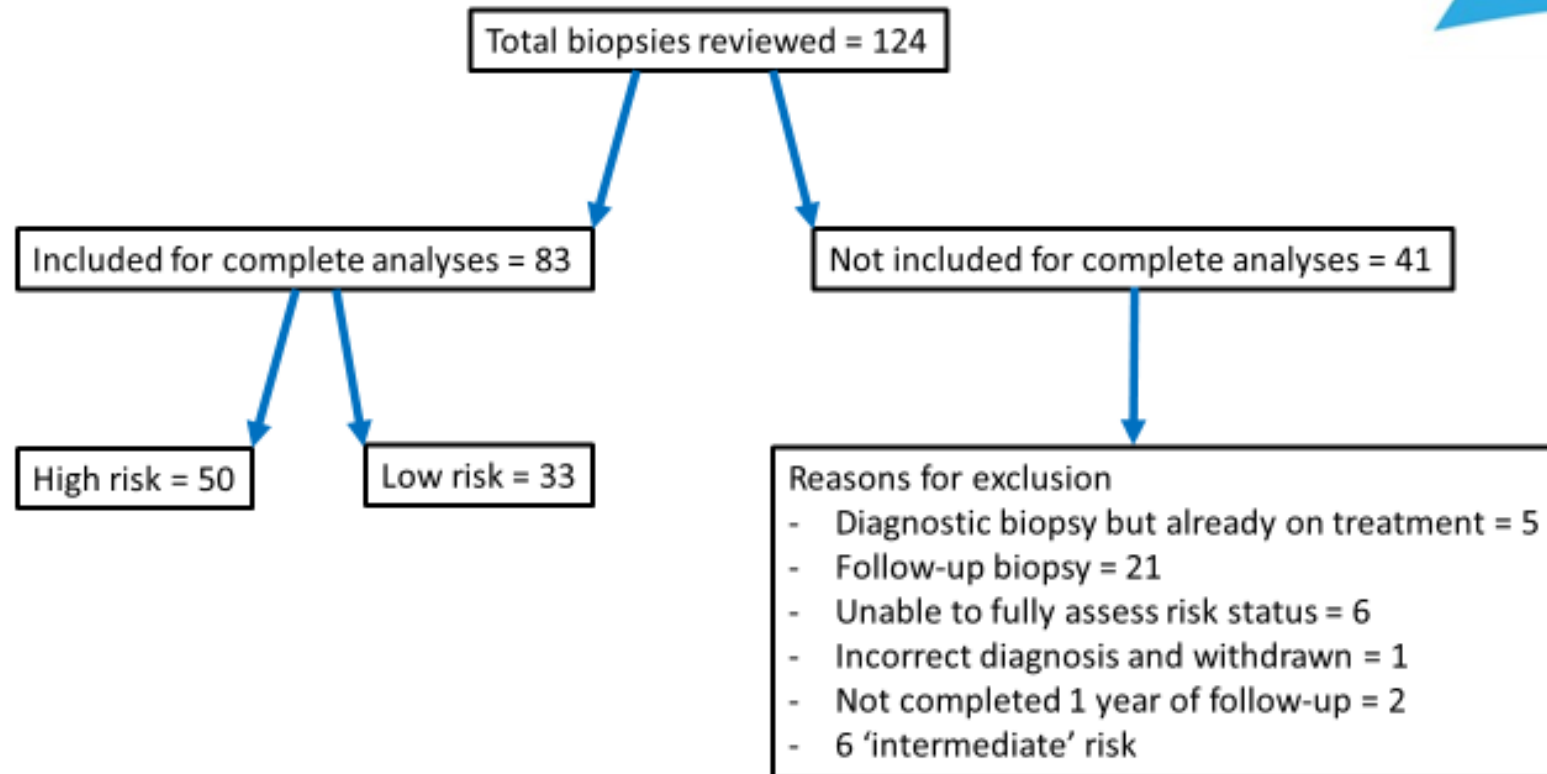 Total biopsies reviewed = 124
Included for complete analyses = 83
Not included for complete analyses = 41
High risk = 50
Low risk = 33
Reasons for exclusion
- Diagnostic biopsy but already on treatment = 5
- Follow-up biopsy = 21
- Unable to fully assess risk status = 6
- Incorrect diagnosis and withdrawn = 1
- Not completed 1 year of follow-up = 2
- 6 ‘intermediate’ risk